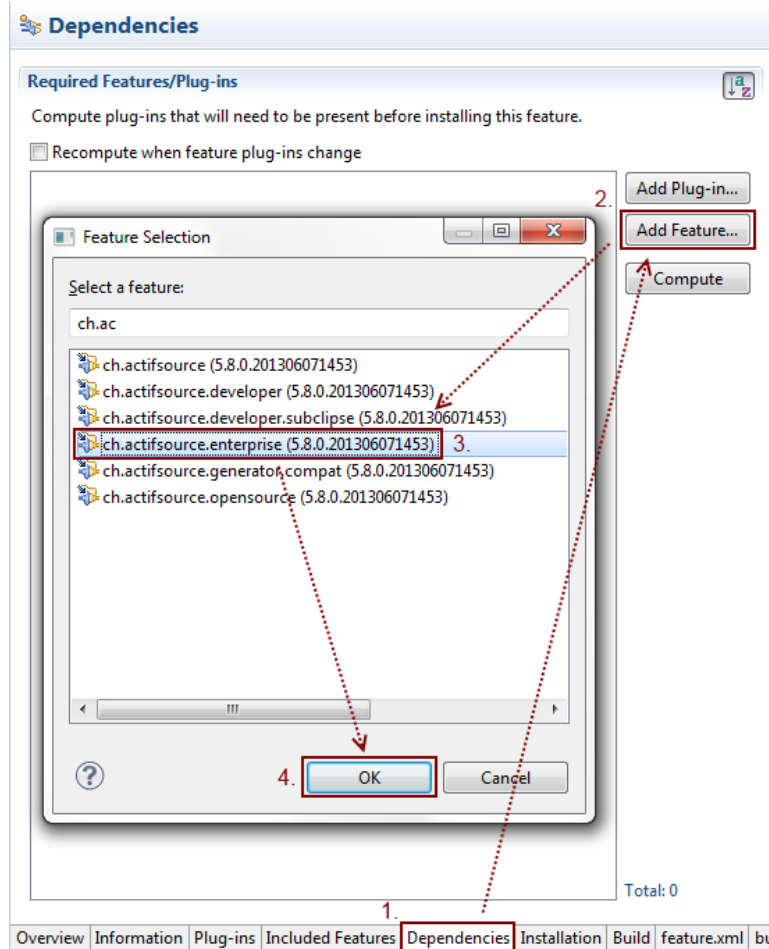 Dependencies
Required Features/Plug-ins
Compute plug-ins that will need to be present before installing this feature.
Recompute when feature plug-ins change
2.
Add Plug-in...
Add Feature...
Compute
Feature Selection
Select a feature:
ch.ac
ch.actifsource (5.8.0.201306071453)
ch.actifsource.developer (5.8.0.201306071453)
ch.actifsource.developer.subclipse (5.8.0.201306071453)
ch.actifsource.enterprise (5.8.0.201306071453) 3.
ch.actifsource.generator.compat (5.8.0.201306071453)
ch.actifsource.opensource (5.8.0.201306071453)
4. OK Cancel
Total: 0
1.
Overview Information Plug-ins Included Features Dependencies Installation Build feature.xml bu